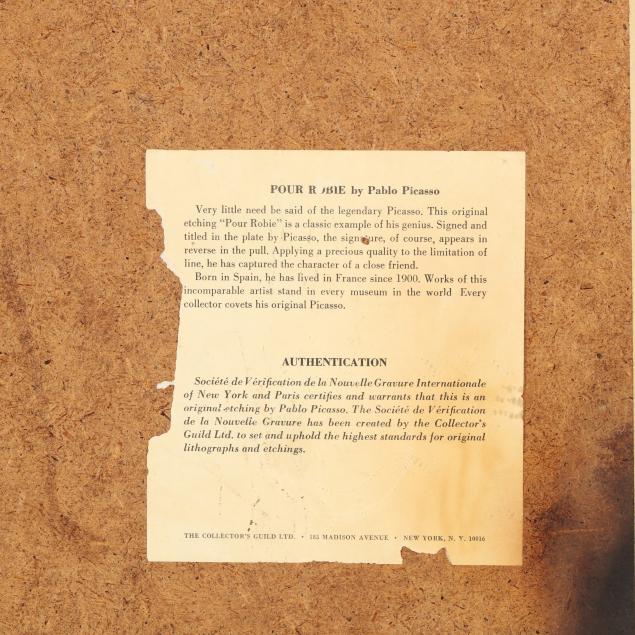 POUR R OBIE by Pablo Picasso
Very little need be said of the legendary Picasso. This original
etching "Pour Robie" is a classic example of his genius. Signed and
titled in the plate by Picasso, the signature, of course, appears in
reverse in the pull. Applying a precious quality to the limitation of
line, he has captured the character of a close friend.
Born in Spain, he has lived in France since 1900. Works of this
incomparable artist stand in every museum in the world Every
collector covets his original Picasso.
AUTHENTICATION
Société de Vérification de la Nouvelle Gravure Internationale
of New York and Paris certifies and warrants that this is an
original etching by Pablo Picasso. The Société de Vérification
de la Nouvelle Gravure has been created by the Collector's
Guild Ltd. to set and uphold the highest standards for original
lithographs and etchings.
THE COLLECTOR'S GUILD LTD. • 185 MADISON AVENUE • NEW YORK, N. Y. 10016